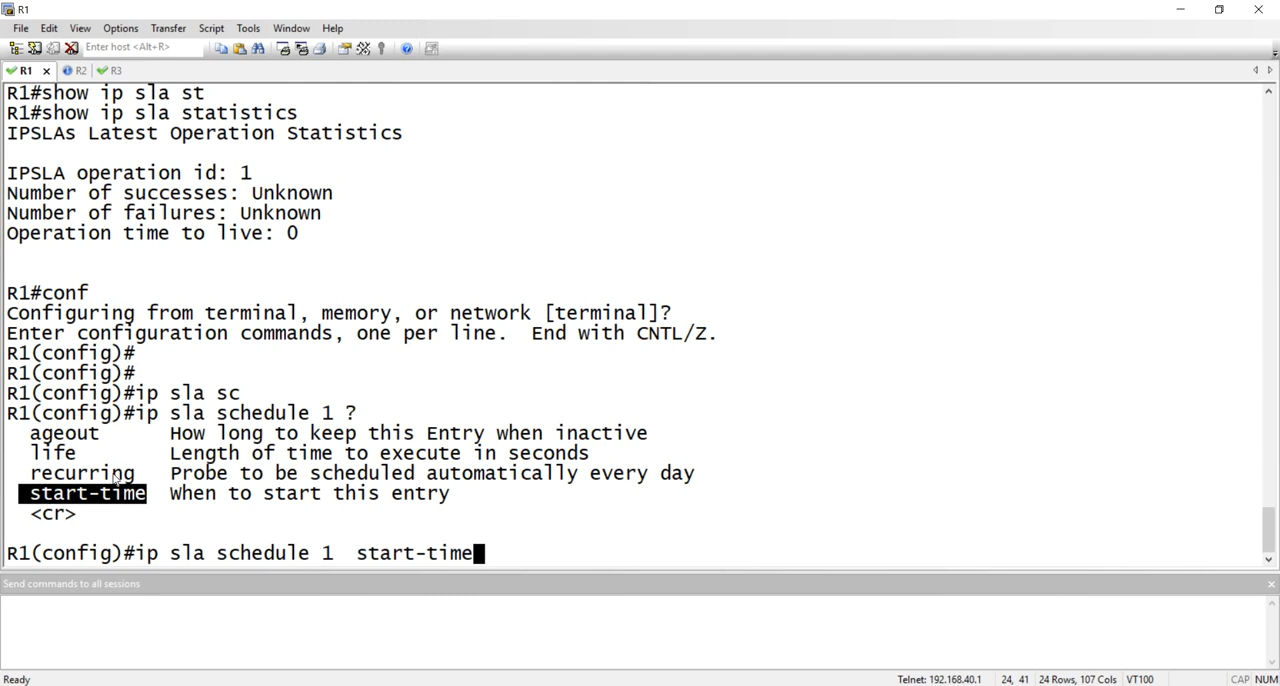 R1
File Edit View Options Transfer Script Tools Window Help
Enter host <Alt+R>
R1 R2 R3
R1#show ip sla st
R1#show ip sla statistics
IPSLAs Latest Operation Statistics
IPSLA operation id: 1
Number of successes: Unknown
Number of failures: Unknown
Operation time to live: 0
R1#conf
Configuring from terminal, memory, or network [terminal]?
Enter configuration commands, one per line.  End with CNTL/Z.
R1(config)#
R1(config)#
R1(config)#ip sla sc
R1(config)#ip sla schedule 1 ?
ageout How long to keep this Entry when inactive
life Length of time to execute in seconds
recurring Probe to be scheduled automatically every day
start-time When to start this entry
<cr>
R1(config)#ip sla schedule 1  start-time
Send commands to all sessions
Ready Telnet: 192.168.40.1 24, 41 24 Rows, 107 Cols VT100 CAP NUM